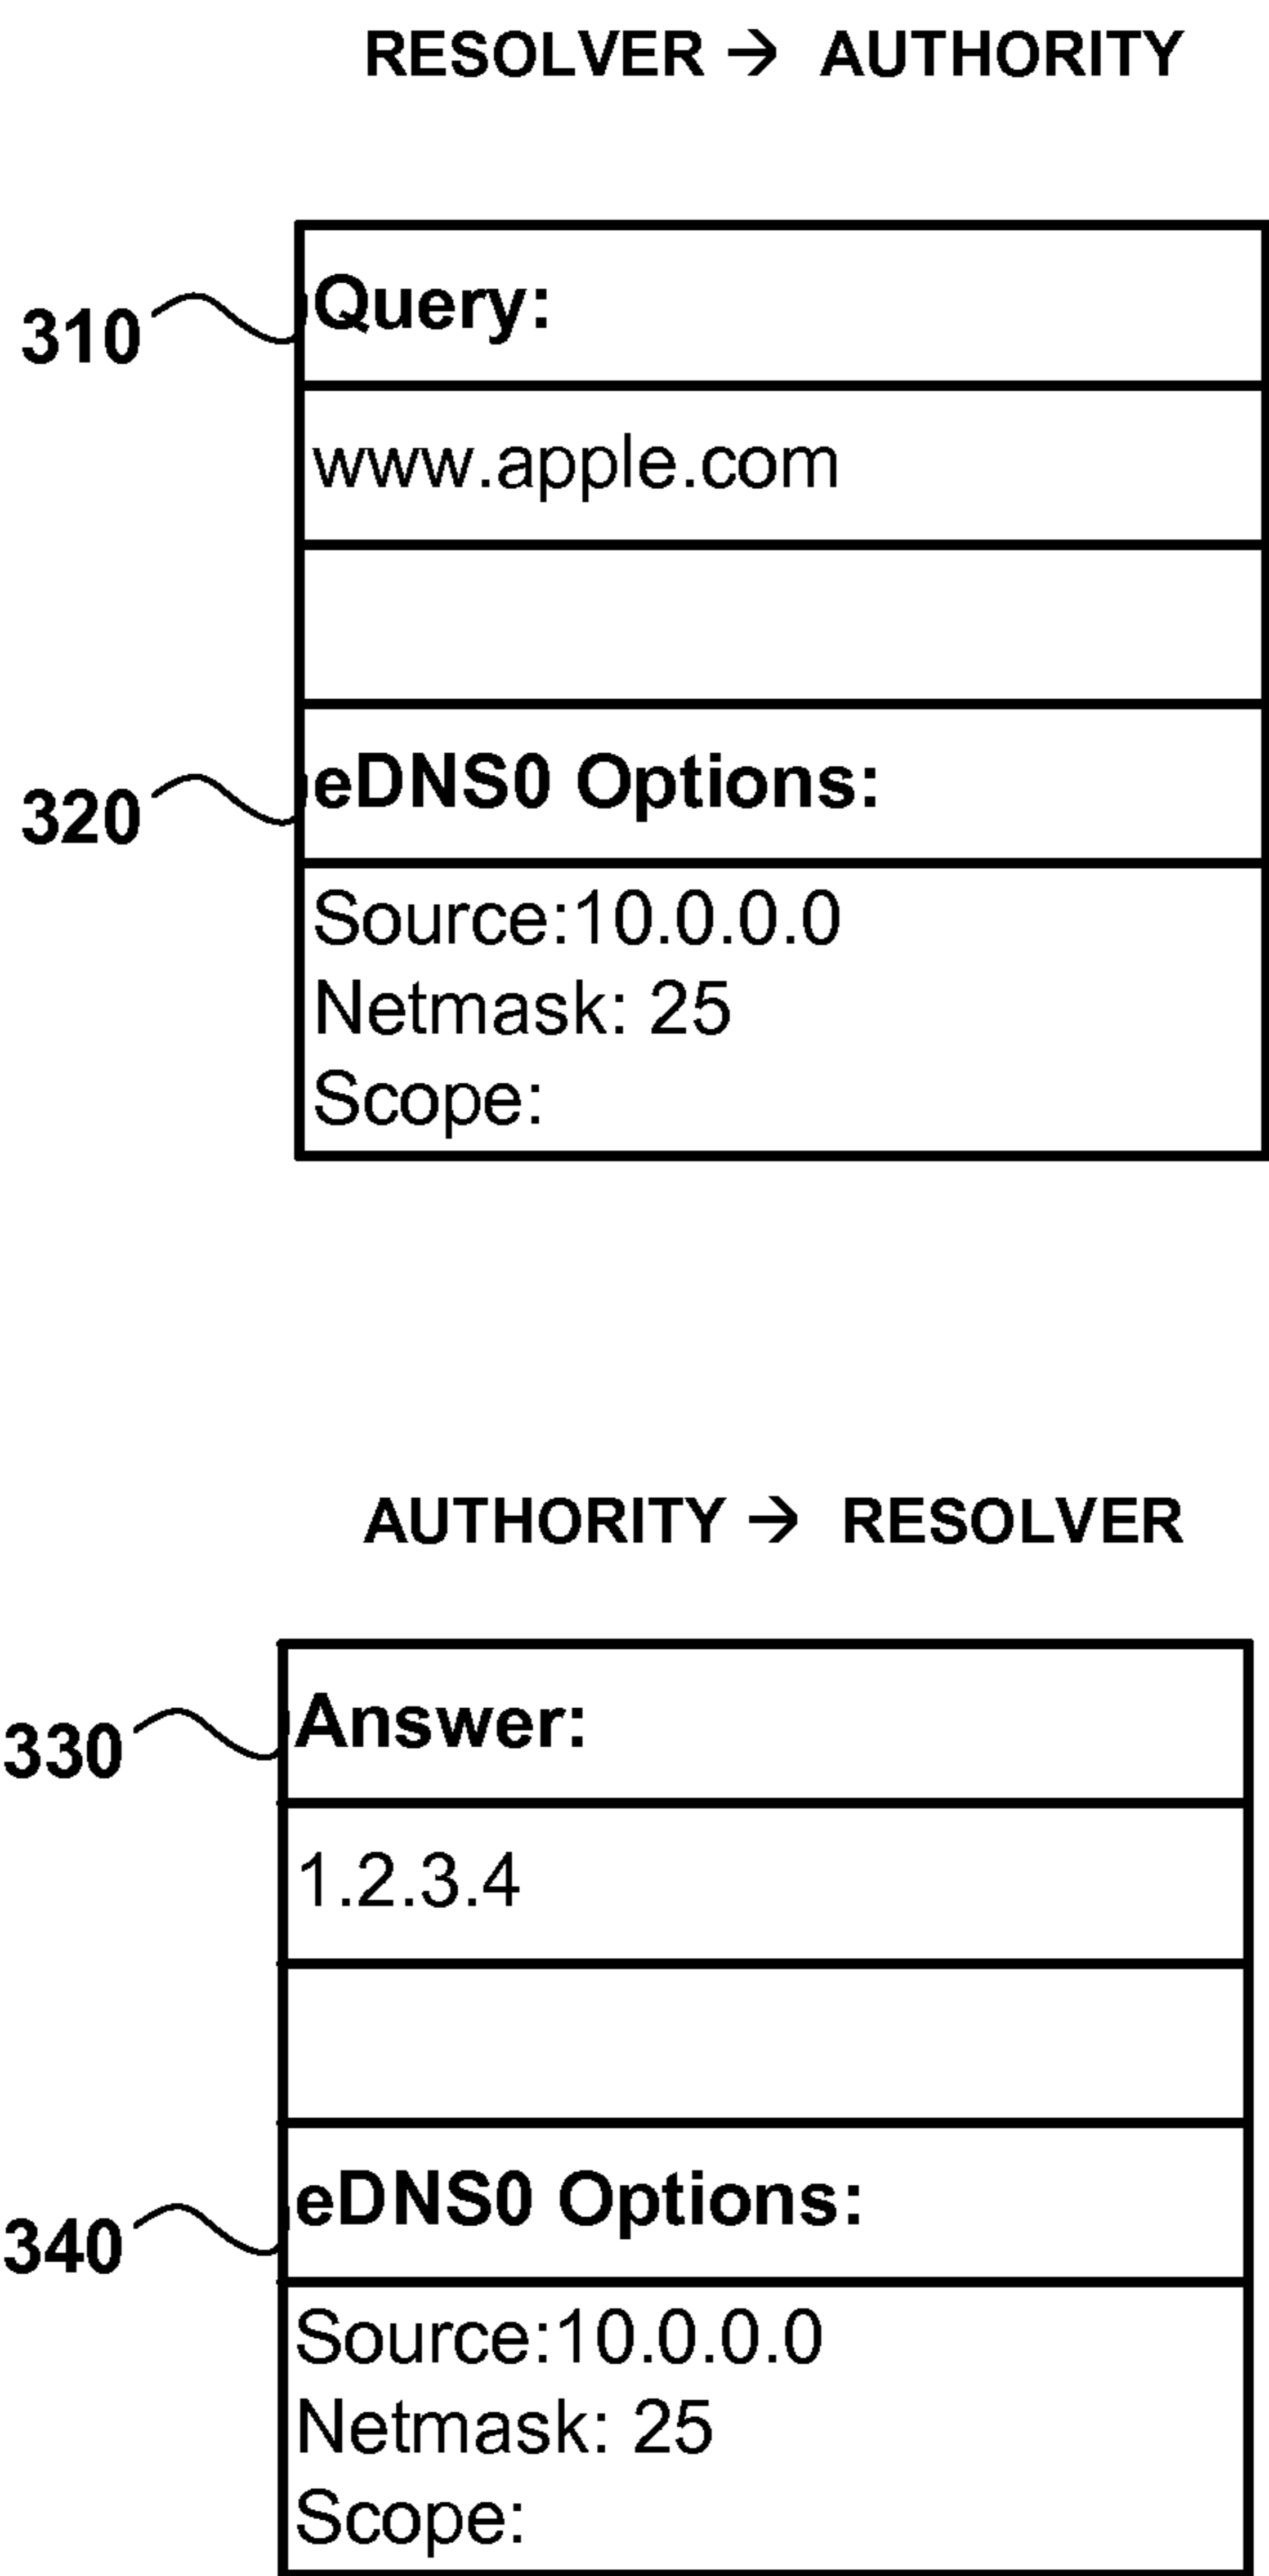 RESOLVER → AUTHORITY
310
Query:
www.apple.com
320
eDNS0 Options:
Source:10.0.0.0
Netmask: 25
Scope:
AUTHORITY → RESOLVER
330
Answer:
1.2.3.4
340
eDNS0 Options:
Source:10.0.0.0
Netmask: 25
Scope: